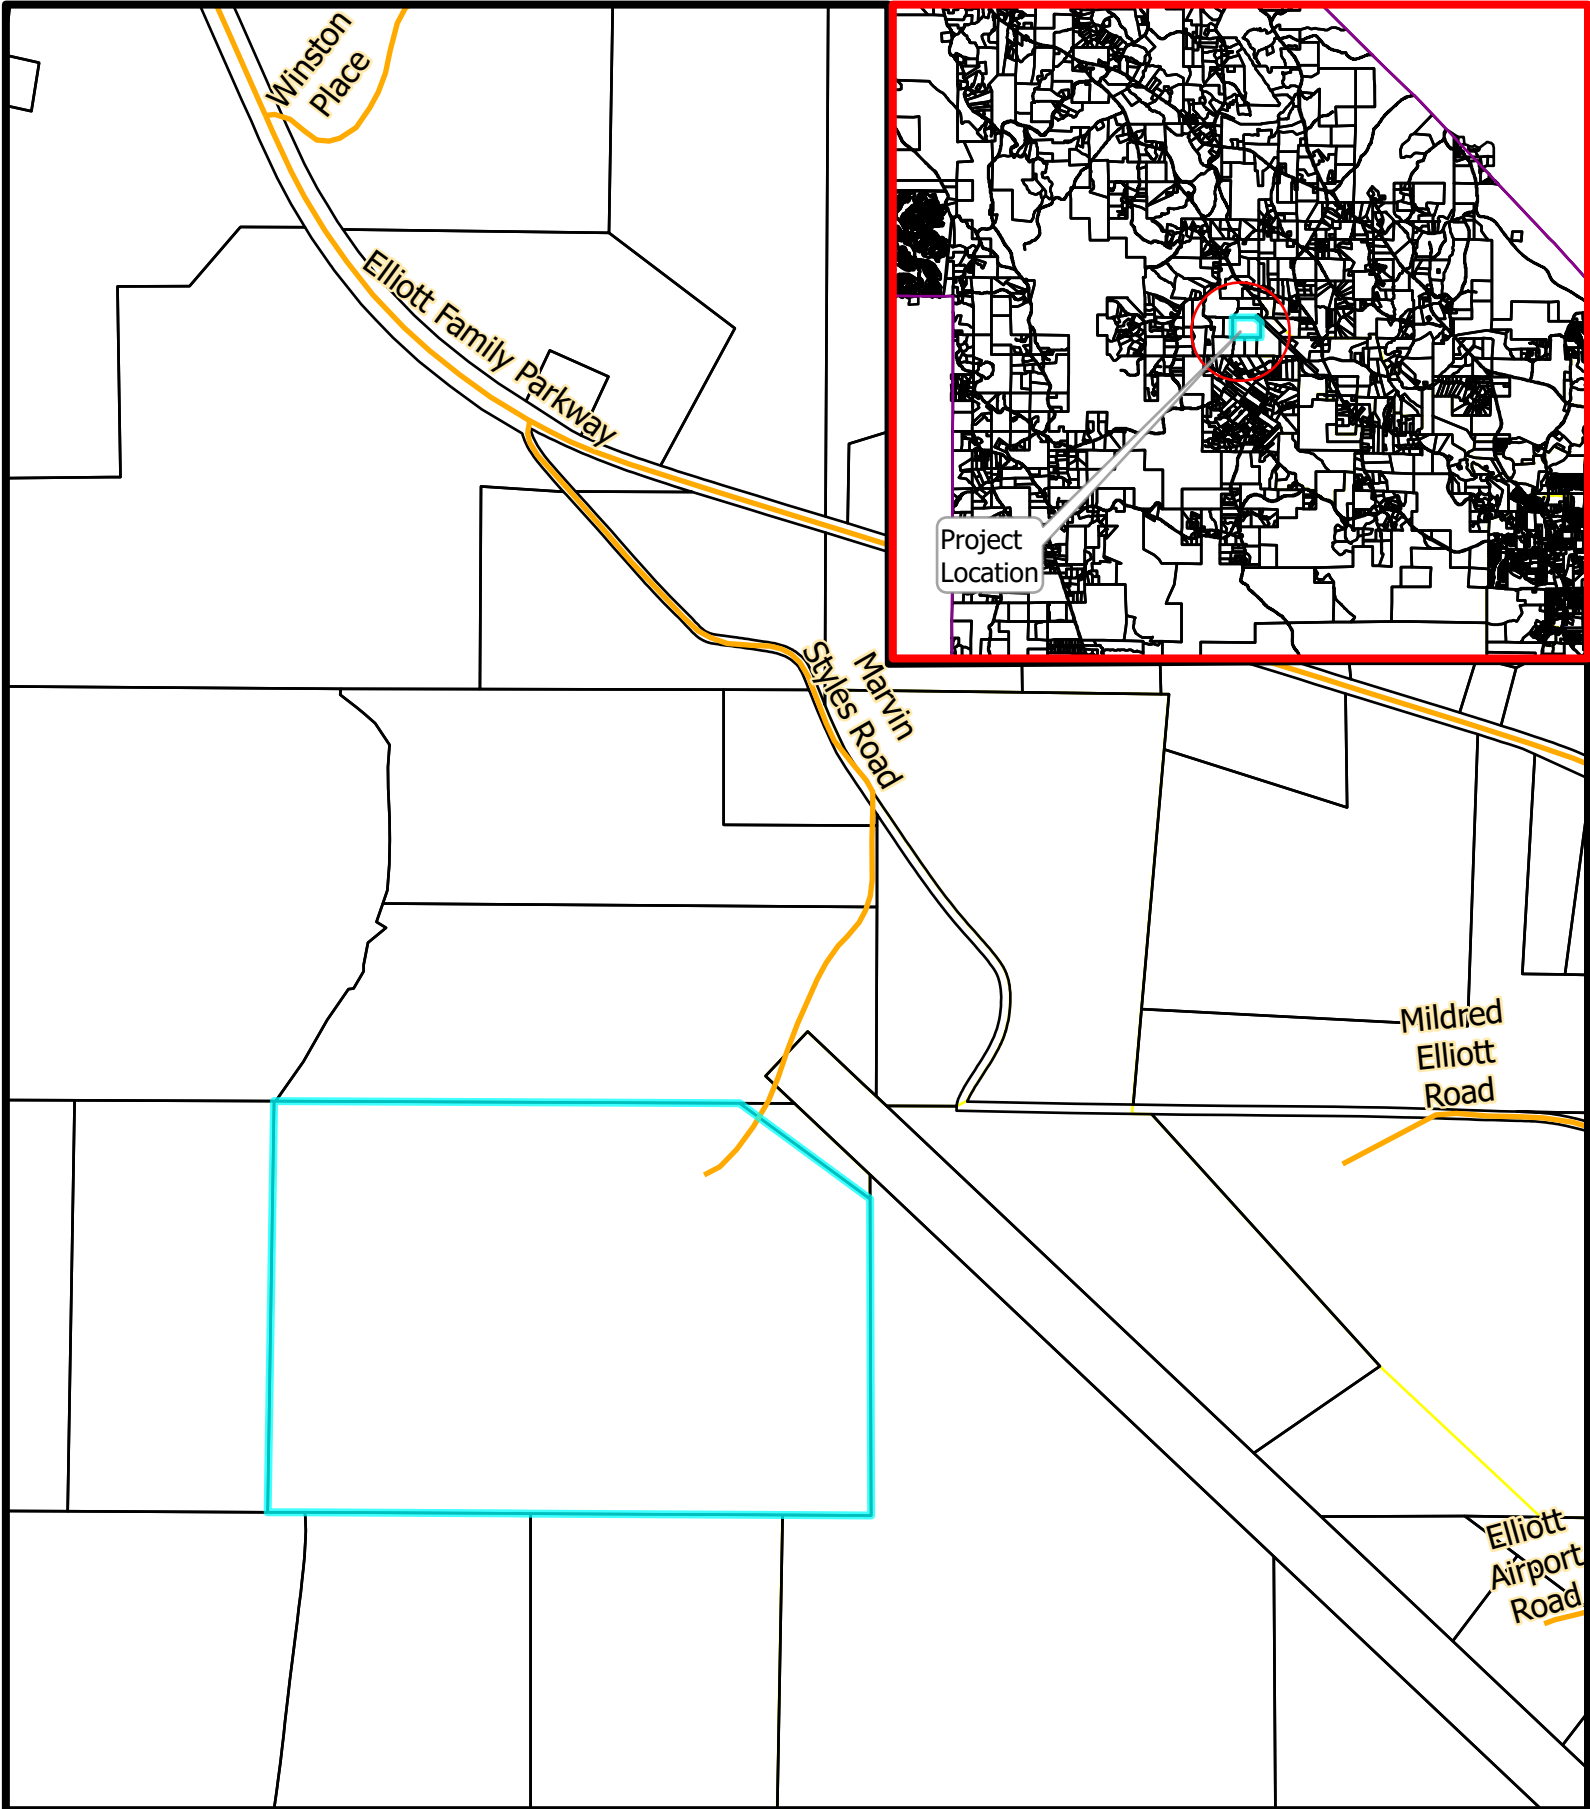 Winston
Place
Elliott Family Parkway
Project
Location
Marvin
Styles Road
Mildred
Elliott
Road
Elliott
Airport
Road